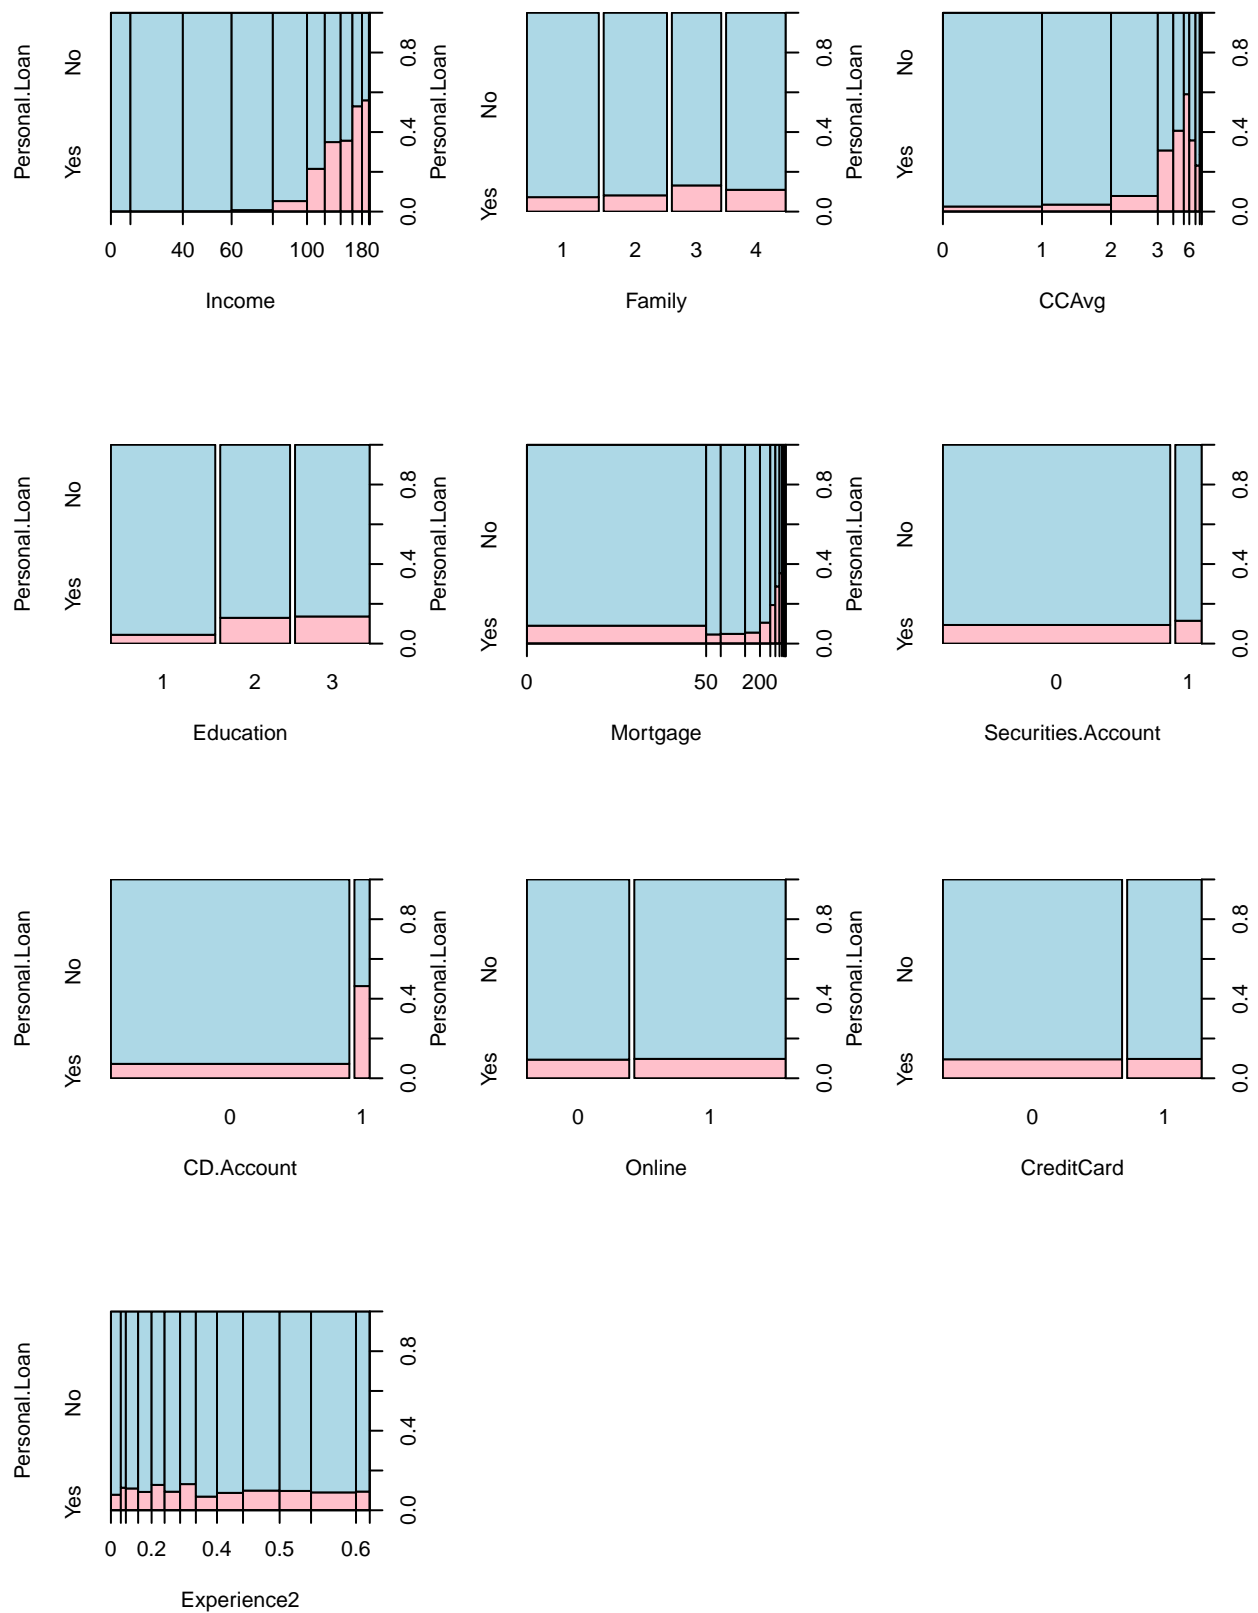 Personal.Loan
Yes No
0.0 0.4 0.8
0 40 60 100 180
Income
Personal.Loan
Yes No
0.0 0.4 0.8
1 2 3 4
Family
Personal.Loan
Yes No
0.0 0.4 0.8
0 1 2 3 6
CCAvg
Personal.Loan
Yes No
0.0 0.4 0.8
1 2 3
Education
Personal.Loan
Yes No
0.0 0.4 0.8
0 50 200
Mortgage
Personal.Loan
Yes No
0.0 0.4 0.8
0 1
Securities.Account
Personal.Loan
Yes No
0.0 0.4 0.8
0 1
CD.Account
Personal.Loan
Yes No
0.0 0.4 0.8
0 1
Online
Personal.Loan
Yes No
0.0 0.4 0.8
0 1
CreditCard
Personal.Loan
Yes No
0.0 0.4 0.8
0 0.2 0.4 0.5 0.6
Experience2